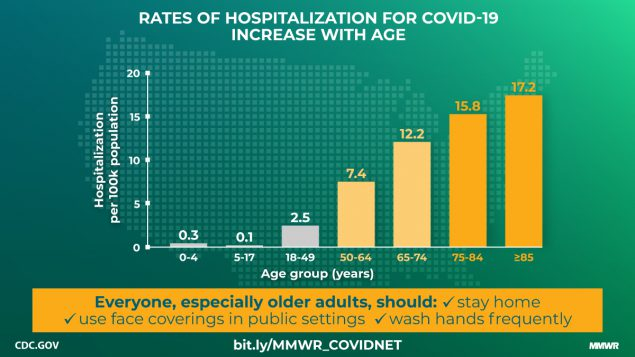 RATES OF HOSPITALIZATION FOR COVID-19
INCREASE WITH AGE
Hospitalization
per 100k population
20
15
10
5
0
0.3
0.1
2.5
7.4
12.2
15.8
17.2
0-4
5-17
18-49
50-64
65-74
75-84
≥85
Age group (years)
Everyone, especially older adults, should: ✓stay home
✓use face coverings in public settings ✓wash hands frequently
CDC.GOV
bit.ly/MMWR_COVIDNET
MMWR